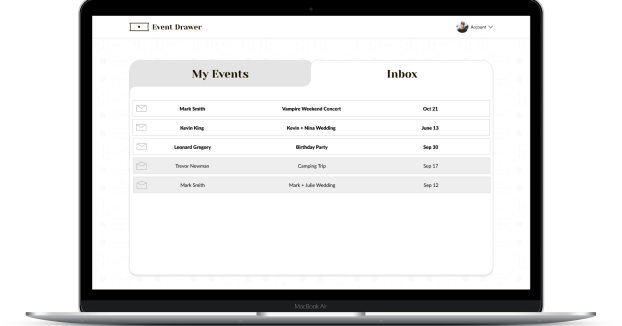 Event Drawer
Account
My Events
Inbox
Mark Smith Vampire Weekend Concert Oct 21
Kevin King Kevin + Nina Wedding June 13
Leonard Gregory Birthday Party Sep 30
Trevor Newman Camping Trip Sep 17
Mark Smith Mark + Julie Wedding Sep 12
MacBook Air